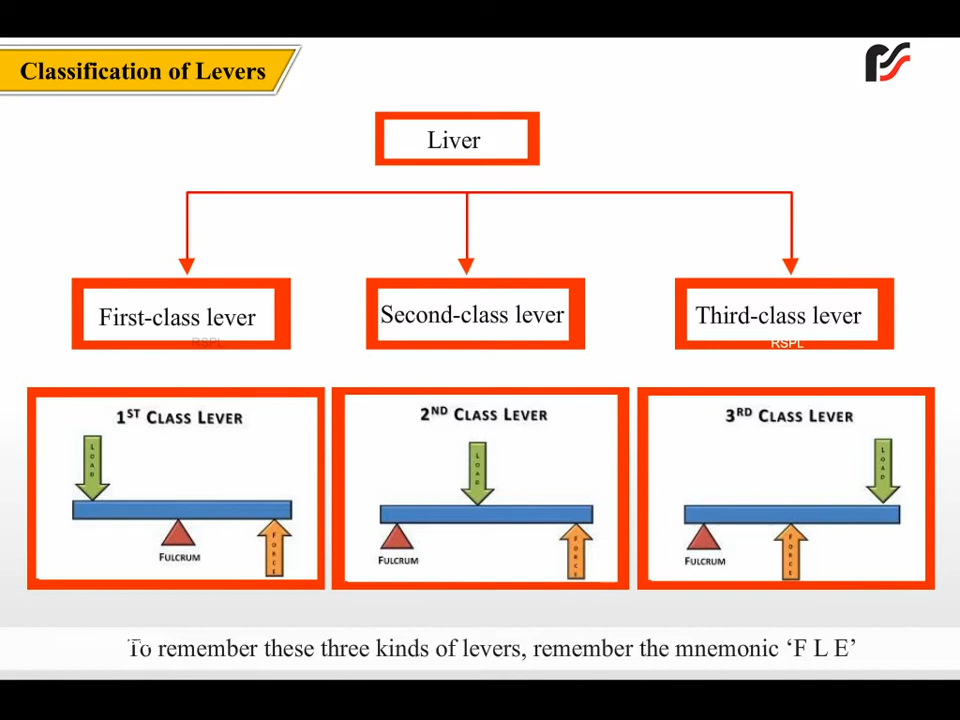 Classification of Levers
Liver
First-class lever
Second-class lever
Third-class lever
RSPL
RSPL
1ST CLASS LEVER
2ND CLASS LEVER
3RD CLASS LEVER
LOAD
LOAD
LOAD
FULCRUM
FORCE
FULCRUM
FORCE
FULCRUM
FORCE
To remember these three kinds of levers, remember the mnemonic ‘F L E’